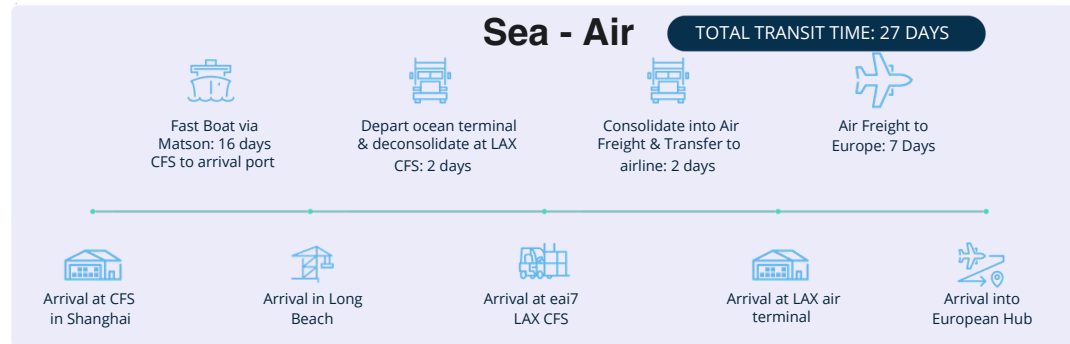 Sea - Air
TOTAL TRANSIT TIME: 27 DAYS
Fast Boat via
Matson: 16 days
CFS to arrival port
Depart ocean terminal
& deconsolidate at LAX
CFS: 2 days
Consolidate into Air
Freight & Transfer to
airline: 2 days
Air Freight to
Europe: 7 Days
Arrival at CFS
in Shanghai
Arrival in Long
Beach
Arrival at eai7
LAX CFS
Arrival at LAX air
terminal
Arrival into
European Hub